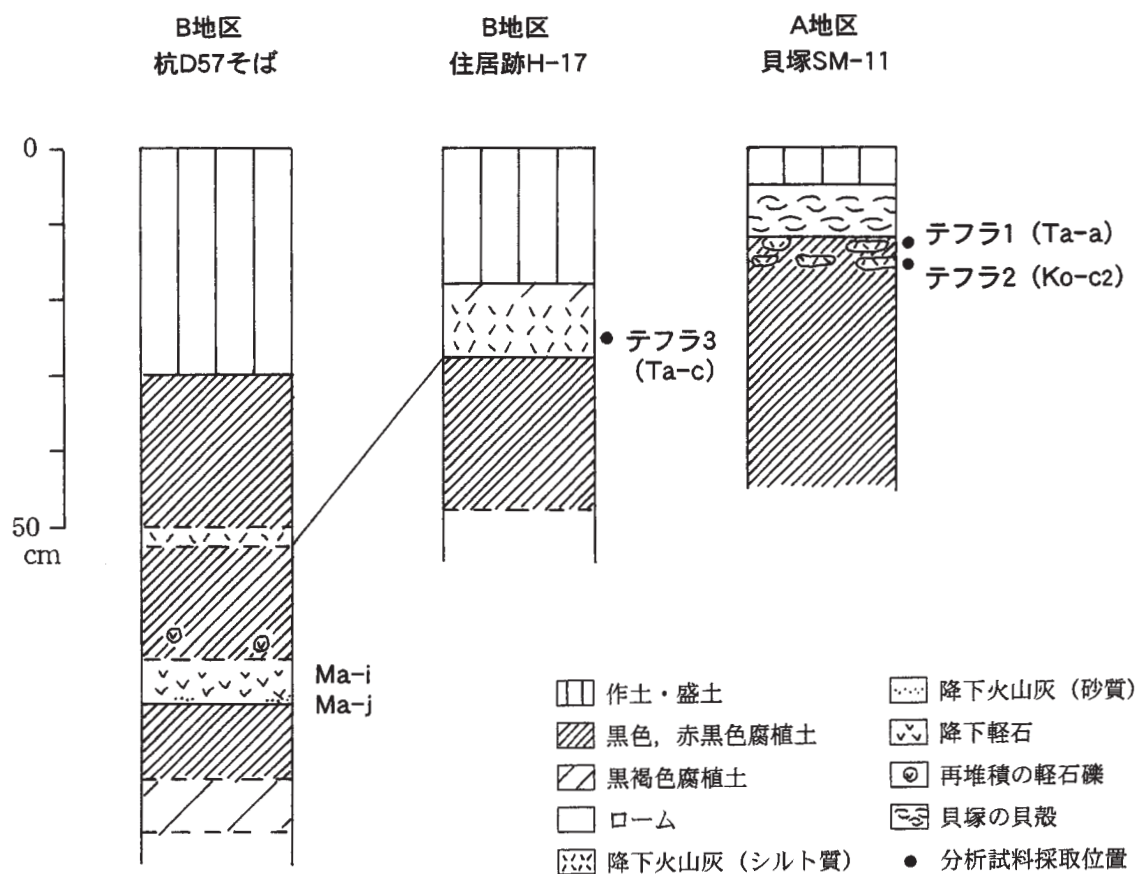 B地区
杭D57そば
B地区
住居跡H-17
A地区
貝塚SM-11
0
50
cm
テフラ1（Ta-a）
テフラ2（Ko-c2）
テフラ3
（Ta-c）
Ma-i
Ma-j
作土・盛土
黒色，赤黒色腐植土
黒褐色腐植土
ローム
降下火山灰（シルト質）
降下火山灰（砂質）
降下軽石
再堆積の軽石礫
貝塚の貝殻
分析試料採取位置